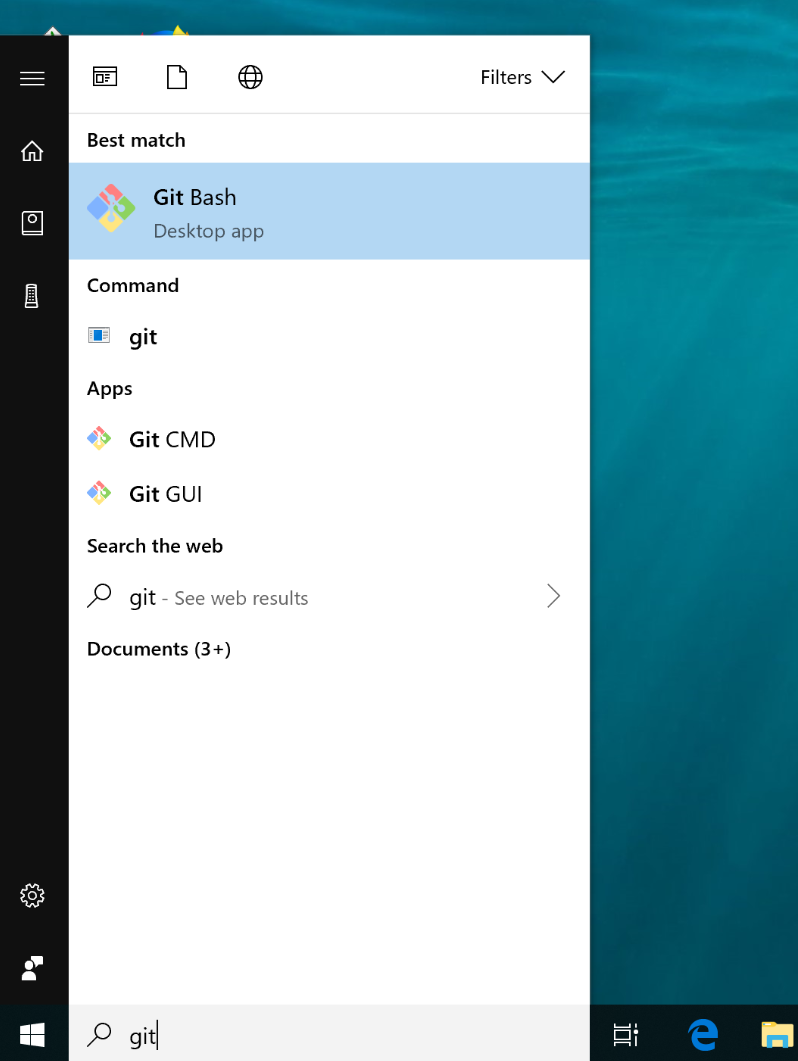 Filters
Best match
Git Bash
Desktop app
Command
git
Apps
Git CMD
Git GUI
Search the web
git - See web results
Documents (3+)
git